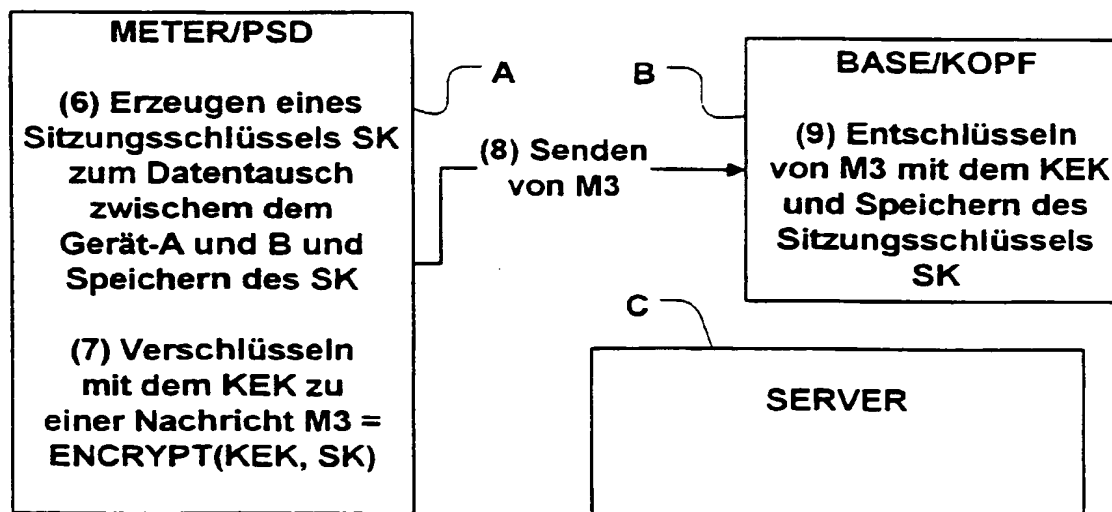 METER/PSD
(6) Erzeugen eines
Sitzungsschlüssels SK
zum Datentausch
zwischem dem
Gerät-A und B und
Speichern des SK
(7) Verschlüsseln
mit dem KEK zu
einer Nachricht M3 =
ENCRYPT(KEK, SK)
A
(8) Senden
von M3
B
BASE/KOPF
(9) Entschlüsseln
von M3 mit dem KEK
und Speichern des
Sitzungsschlüssels
SK
C
SERVER